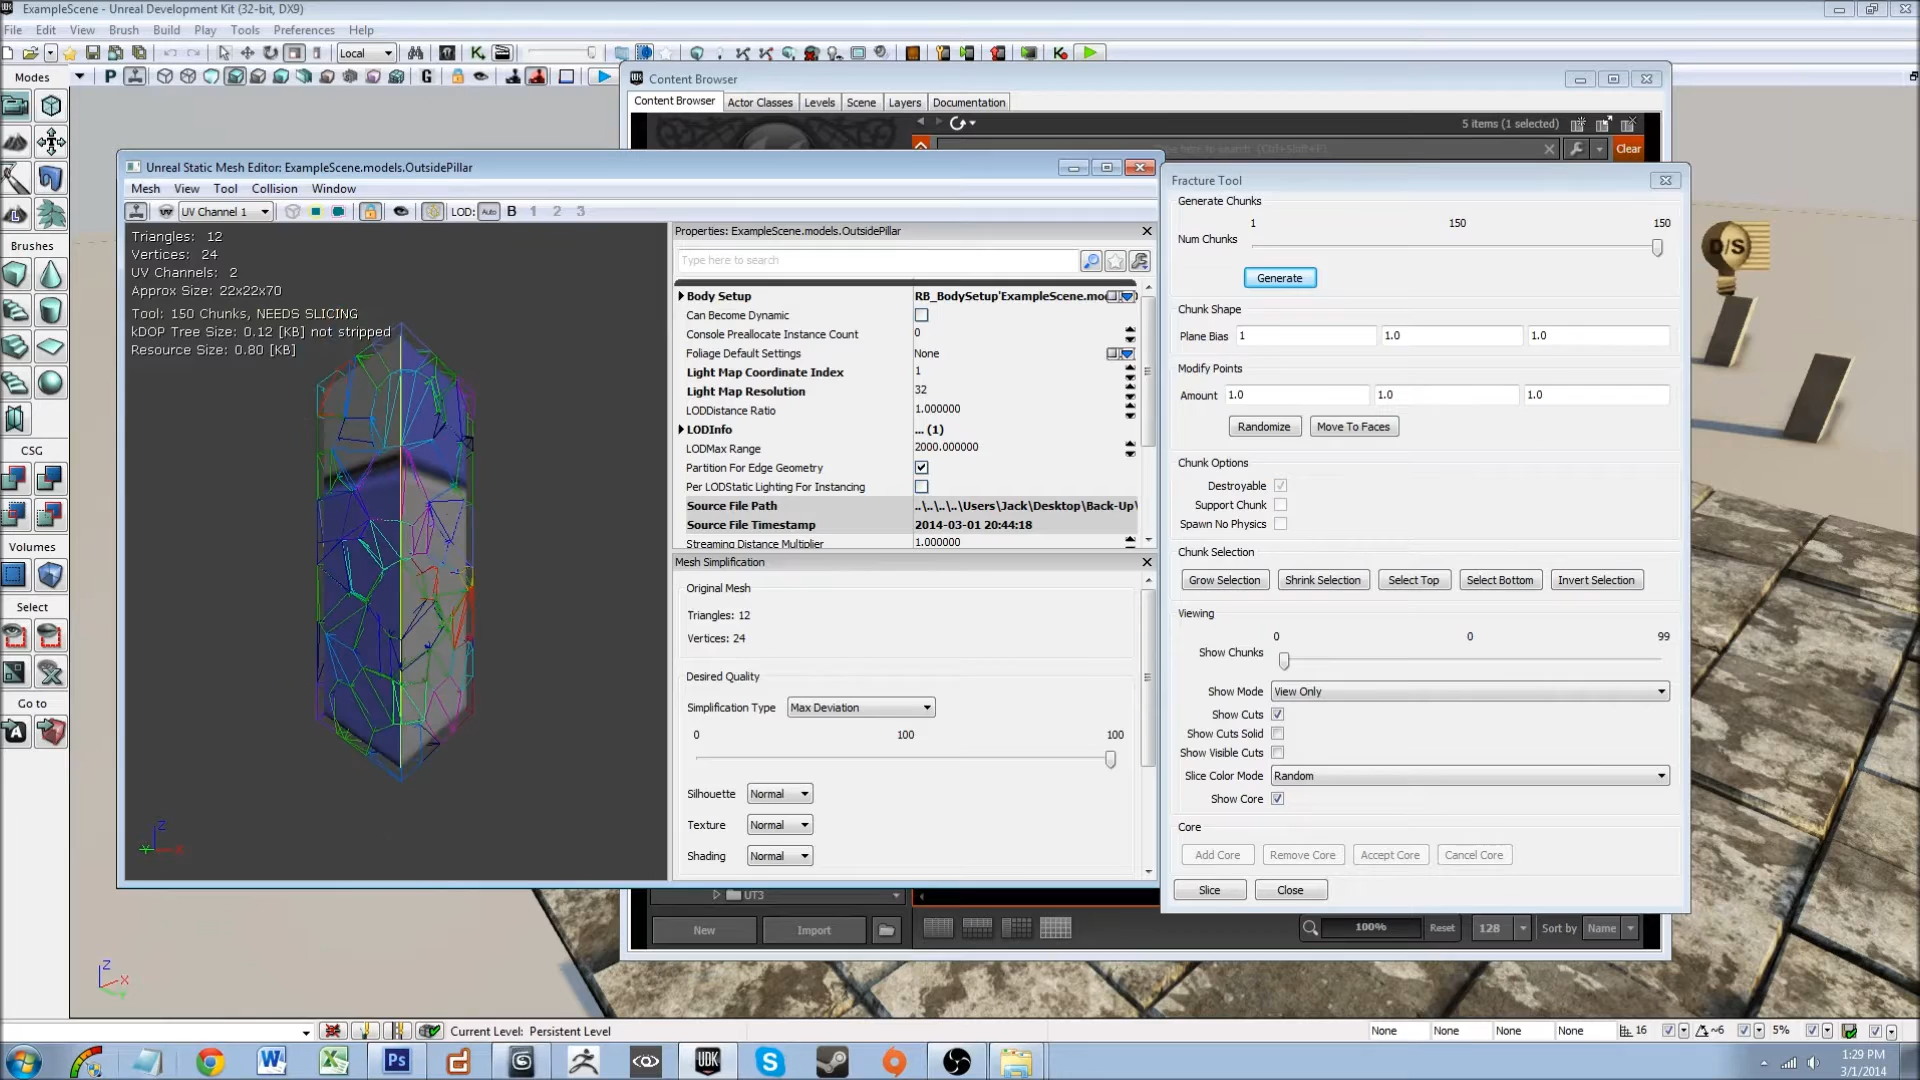 ExampleScene - Unreal Development Kit (32-bit, DX9)
File Edit View Brush Build Play Tools Preferences Help
Local
Modes
P
G
Content Browser
Content Browser Actor Classes Levels Scene Layers Documentation
5 items (1 selected)
Type here to search (Ctrl+Shift+F)
Clear
Unreal Static Mesh Editor: ExampleScene.models.OutsidePillar
Mesh View Tool Collision Window
UV Channel 1
LOD: Auto B 1 2 3
Triangles: 12
Vertices: 24
UV Channels: 2
Approx Size: 22x22x70
Tool: 150 Chunks, NEEDS SLICING
kDOP Tree Size: 0.12 [KB] not stripped
Resource Size: 0.80 [KB]
Z
Y
X
Properties: ExampleScene.models.OutsidePillar
Type here to search
Body Setup RB_BodySetup'ExampleScene.mo
Can Become Dynamic
Console Preallocate Instance Count 0
Foliage Default Settings None
Light Map Coordinate Index 1
Light Map Resolution 32
LODDistance Ratio 1.000000
LODInfo ... (1)
LODMax Range 2000.000000
Partition For Edge Geometry
Per LODStatic Lighting For Instancing
Source File Path ..\..\..\..\Users\Jack\Desktop\Back-Up\
Source File Timestamp 2014-03-01 20:44:18
Streaming Distance Multiplier 1.000000
Mesh Simplification
Original Mesh
Triangles: 12
Vertices: 24
Desired Quality
Simplification Type Max Deviation
0 100 100
Silhouette Normal
Texture Normal
Shading Normal
Fracture Tool
Generate Chunks
1 150 150
Num Chunks
Generate
Chunk Shape
Plane Bias 1 1.0 1.0
Modify Points
Amount 1.0 1.0 1.0
Randomize Move To Faces
Chunk Options
Destroyable
Support Chunk
Spawn No Physics
Chunk Selection
Grow Selection Shrink Selection Select Top Select Bottom Invert Selection
Viewing
0 0 99
Show Chunks
Show Mode View Only
Show Cuts
Show Cuts Solid
Show Visible Cuts
Slice Color Mode Random
Show Core
Core
Add Core Remove Core Accept Core Cancel Core
Slice Close
Brushes
CSG
Volumes
Select
Go to
D/S
UT3
New Import
100% Reset 128 Sort by Name
Z
X
Y
Current Level: Persistent Level
None None None None 16 ~6 5%
W X Ps UDK S
1:29 PM
3/1/2014